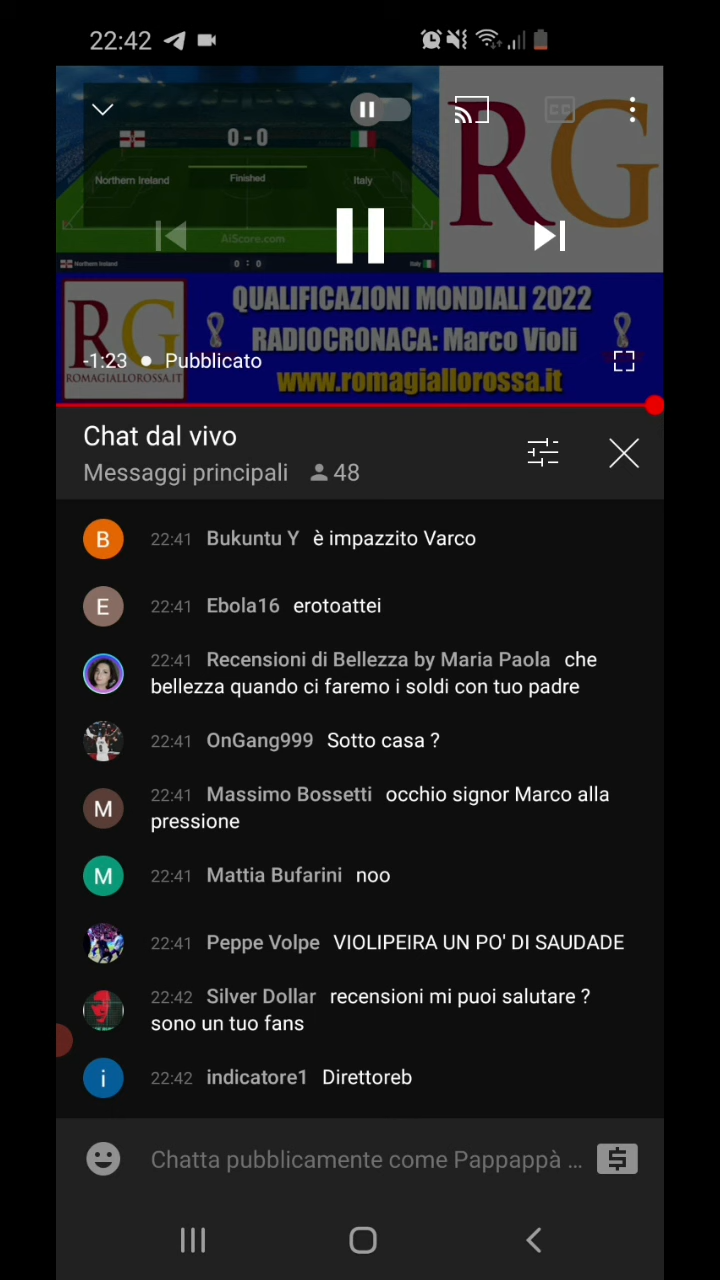 22:42
0 - 0
Northern Ireland
Finished
Italy
AiScore.com
Northern Ireland
0 : 0
Italy
RG
CC
RG
ROMAGIALLOROSSA.IT
QUALIFICAZIONI MONDIALI 2022
RADIOCRONACA: Marco Violi
www.romagiallorossa.it
-1:23 • Pubblicato
Chat dal vivo
Messaggi principali 48
B 22:41 Bukuntu Y è impazzito Varco
E 22:41 Ebola16 erotoattei
22:41 Recensioni di Bellezza by Maria Paola che
bellezza quando ci faremo i soldi con tuo padre
22:41 OnGang999 Sotto casa ?
M 22:41 Massimo Bossetti occhio signor Marco alla
pressione
M 22:41 Mattia Bufarini noo
22:41 Peppe Volpe VIOLIPEIRA UN PO' DI SAUDADE
22:42 Silver Dollar recensioni mi puoi salutare ?
sono un tuo fans
i 22:42 indicatore1 Direttoreb
Chatta pubblicamente come Pappappà ...